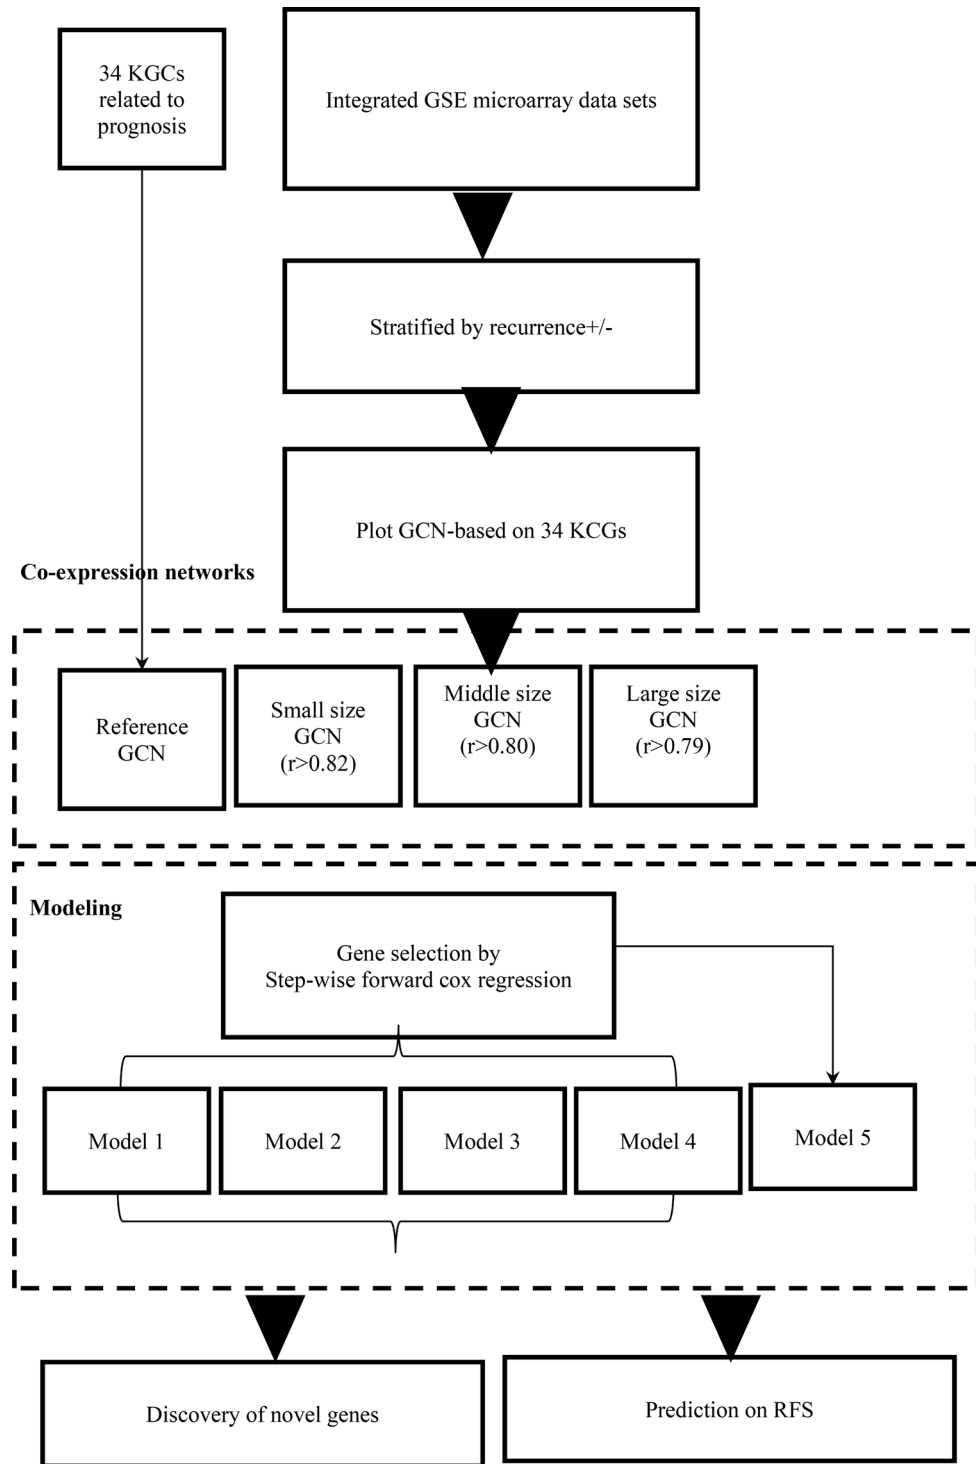 34 KGCs
related to
prognosis
Integrated GSE microarray data sets
Stratified by recurrence+/-
Plot GCN-based on 34 KCGs
Co-expression networks
Reference
GCN
Small size
GCN
(r>0.82)
Middle size
GCN
(r>0.80)
Large size
GCN
(r>0.79)
Modeling
Gene selection by
Step-wise forward cox regression
Model 1
Model 2
Model 3
Model 4
Model 5
Discovery of novel genes
Prediction on RFS